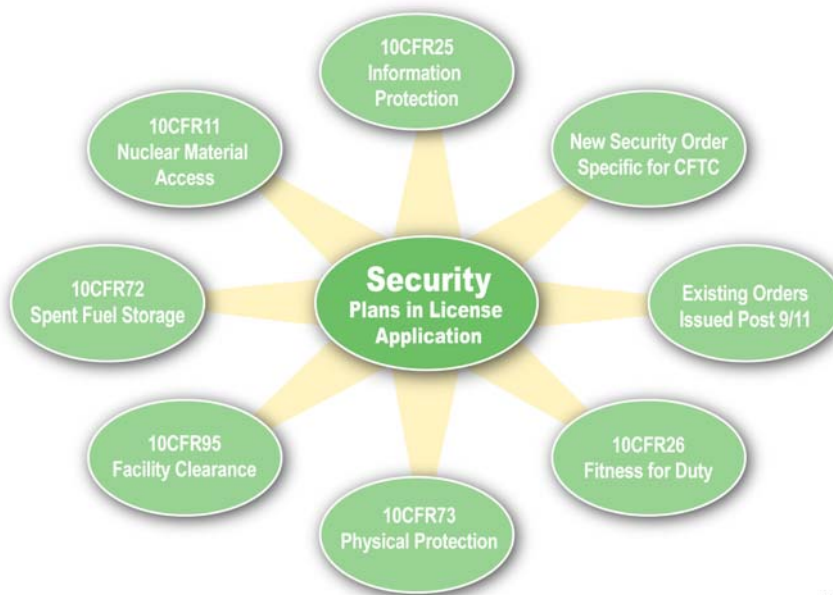 10CFR25
Information
Protection
10CFR11
Nuclear Material
Access
New Security Order
Specific for CFTC
Security
Plans in License
Application
10CFR72
Spent Fuel Storage
Existing Orders
Issued Post 9/11
10CFR95
Facility Clearance
10CFR26
Fitness for Duty
10CFR73
Physical Protection